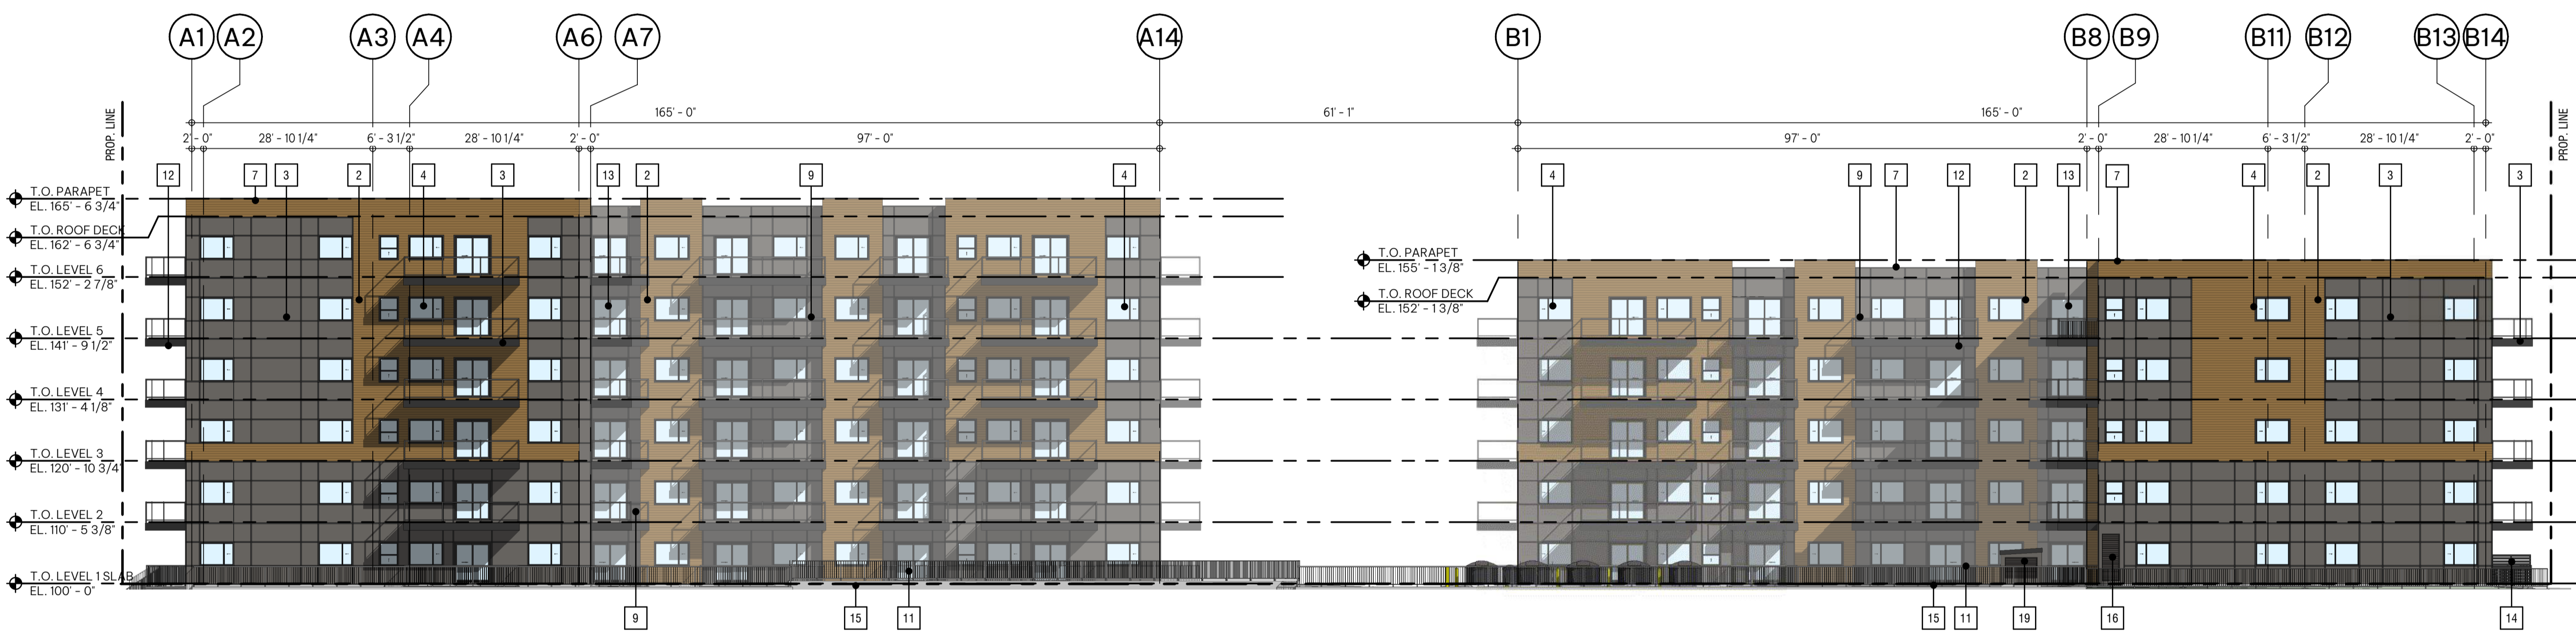 A1 A2 A3 A4 A6 A7 A14 B1 B8 B9 B11 B12 B13 B14
165' - 0" 61' - 1" 165' - 0"
PROP. LINE
2' - 0" 28' - 10 1/4" 6' - 3 1/2" 28' - 10 1/4" 2' - 0" 97' - 0" 97' - 0" 2' - 0" 28' - 10 1/4" 6' - 3 1/2" 28' - 10 1/4" 2' - 0"
PROP. LINE
12 7 3 2 4 3 13 2 9 4 4 9 7 12 2 13 7 4 2 3 3
T.O. PARAPET
EL. 165' - 6 3/4"
T.O. ROOF DECK
EL. 162' - 6 3/4"
T.O. LEVEL 6
EL. 152' - 2 7/8"
T.O. LEVEL 5
EL. 141' - 9 1/2"
T.O. LEVEL 4
EL. 131' - 4 1/8"
T.O. LEVEL 3
EL. 120' - 10 3/4"
T.O. LEVEL 2
EL. 110' - 5 3/8"
T.O. LEVEL 1 SLAB
EL. 100' - 0"
T.O. PARAPET
EL. 155' - 1 3/8"
T.O. ROOF DECK
EL. 152' - 1 3/8"
9 15 11 15 11 19 16 14